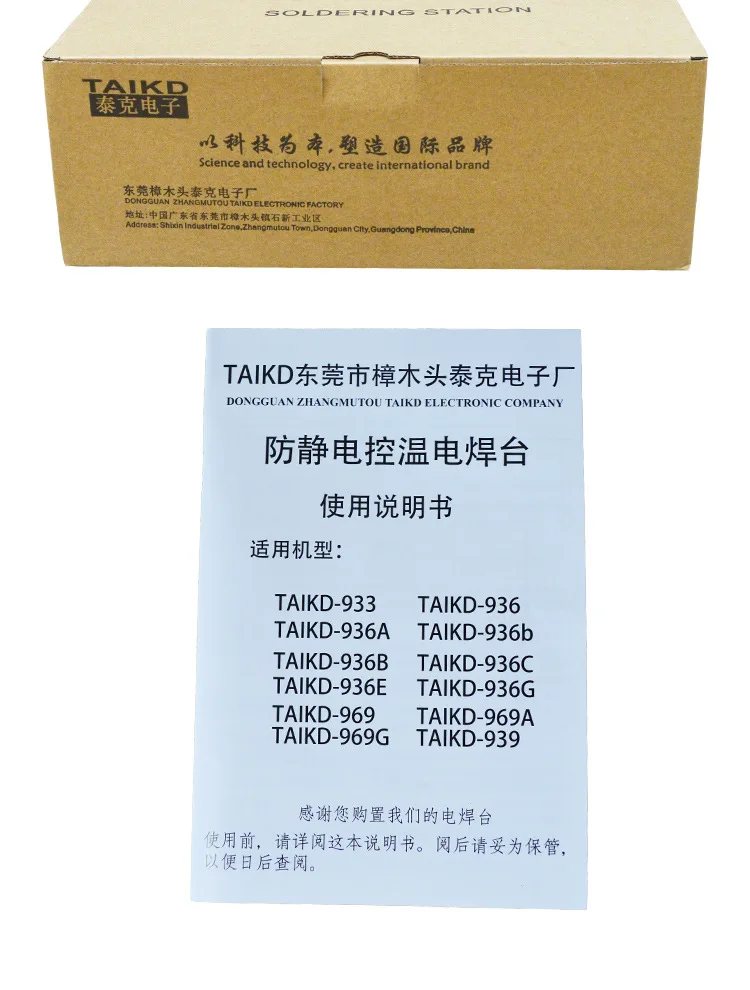 SOLDERING STATION
TAIKD
泰克电子
以科技为本,塑造国际品牌
Science and technology, create international brand
东莞樟木头泰克电子厂
DONGGUAN ZHANGMUTOU TAIKD ELECTRONIC FACTORY
地址:中国广东省东莞市樟木头镇石新工业区
Address: Shixin Industrial Zone,Zhangmutou Town,Dongguan City,Guangdong Province,China
TAIKD东莞市樟木头泰克电子厂
DONGGUAN ZHANGMUTOU TAIKD ELECTRONIC COMPANY
防静电控温电焊台
使用说明书
适用机型:
TAIKD-933 TAIKD-936
TAIKD-936A TAIKD-936b
TAIKD-936B TAIKD-936C
TAIKD-936E TAIKD-936G
TAIKD-969 TAIKD-969A
TAIKD-969G TAIKD-939
感谢您购置我们的电焊台
使用前，请详阅这本说明书。阅后请妥为保管，
以便日后查阅。